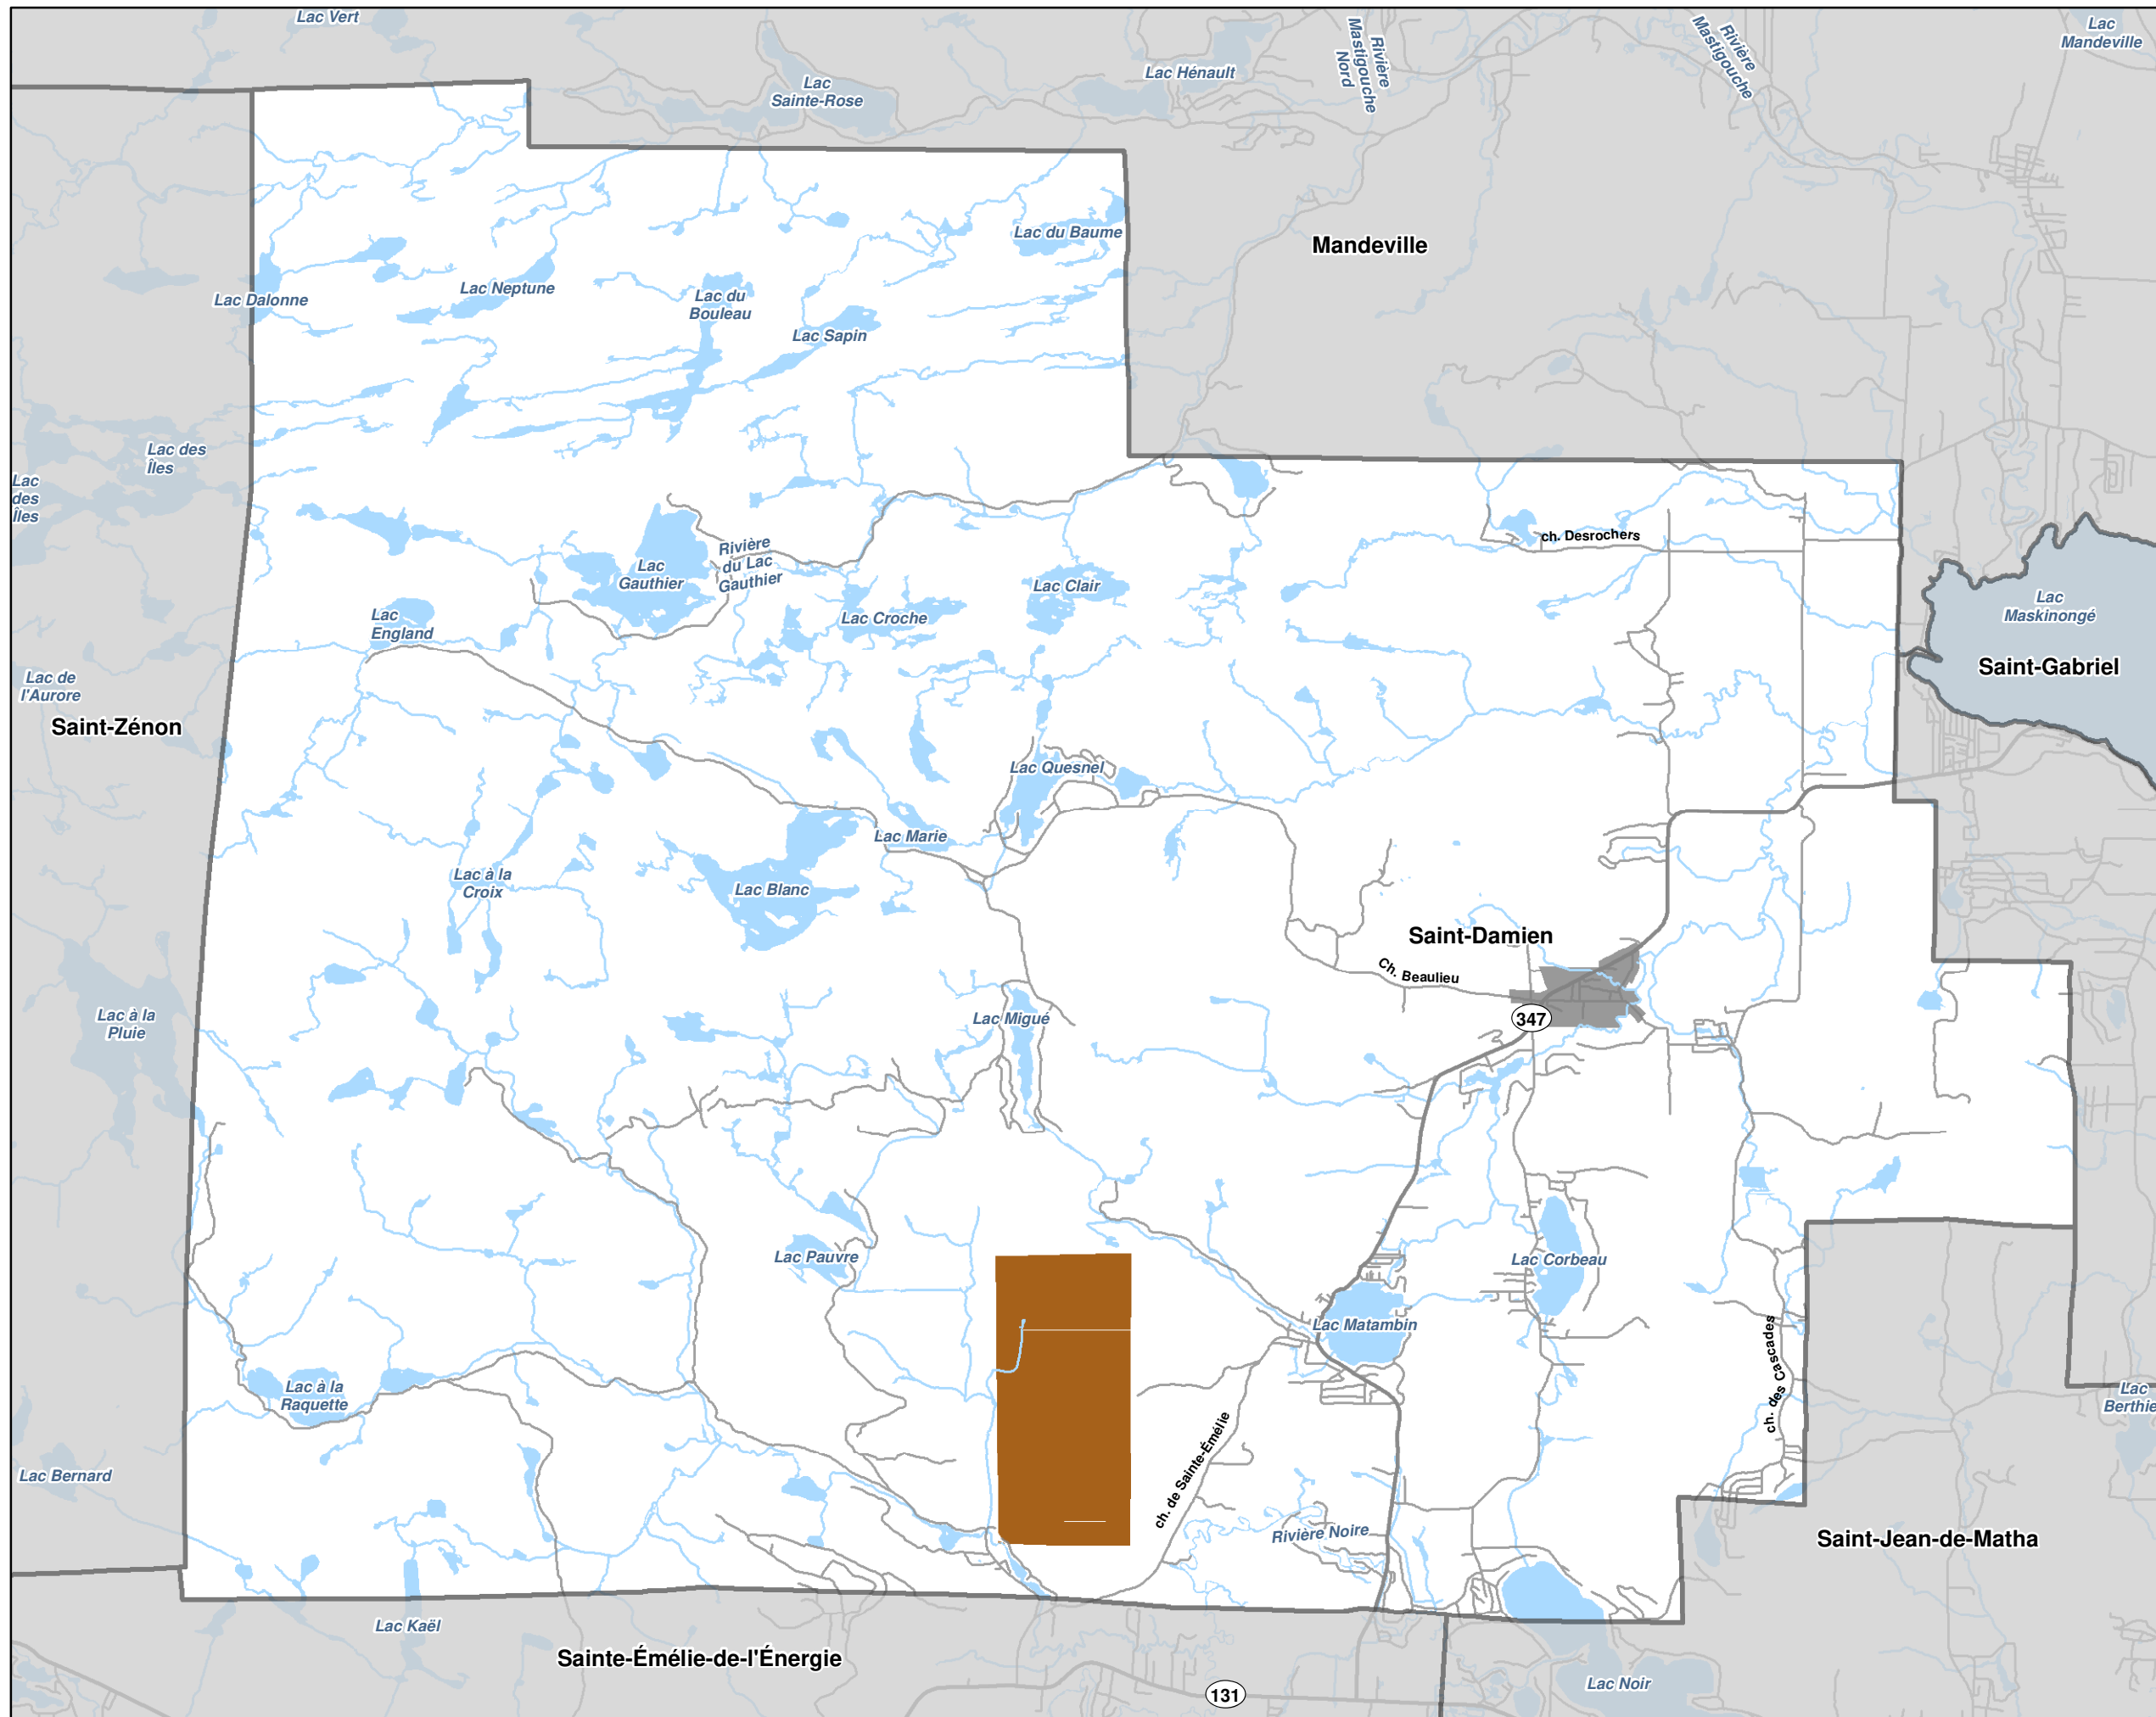 Lac Vert
Lac
Sainte-Rose
Lac Hénault
Rivière
Mastigouche
Nord
Rivière
Mastigouche
Lac
Mandeville
Mandeville
Lac du Baume
Lac Dalonne
Lac Neptune
Lac du
Bouleau
Lac Sapin
Lac des
Îles
Lac
des
Îles
ch. Desrochers
Rivière
du Lac
Gauthier
Lac
Gauthier
Lac Clair
Lac
England
Lac Croche
Lac
Maskinongé
Saint-Gabriel
Lac de
l'Aurore
Saint-Zénon
Lac Quesnel
Lac Marie
Lac à la
Croix
Lac Blanc
Saint-Damien
Ch. Beaulieu
347
Lac à la
Pluie
Lac Migué
Lac Pauvre
Lac Corbeau
Lac Matambin
ch. des Cascades
Lac à la
Raquette
Lac
Berthie
ch. de Sainte-Émélie
Lac Bernard
Rivière Noire
Saint-Jean-de-Matha
Lac Kaël
Sainte-Émélie-de-l'Énergie
Lac Noir
131